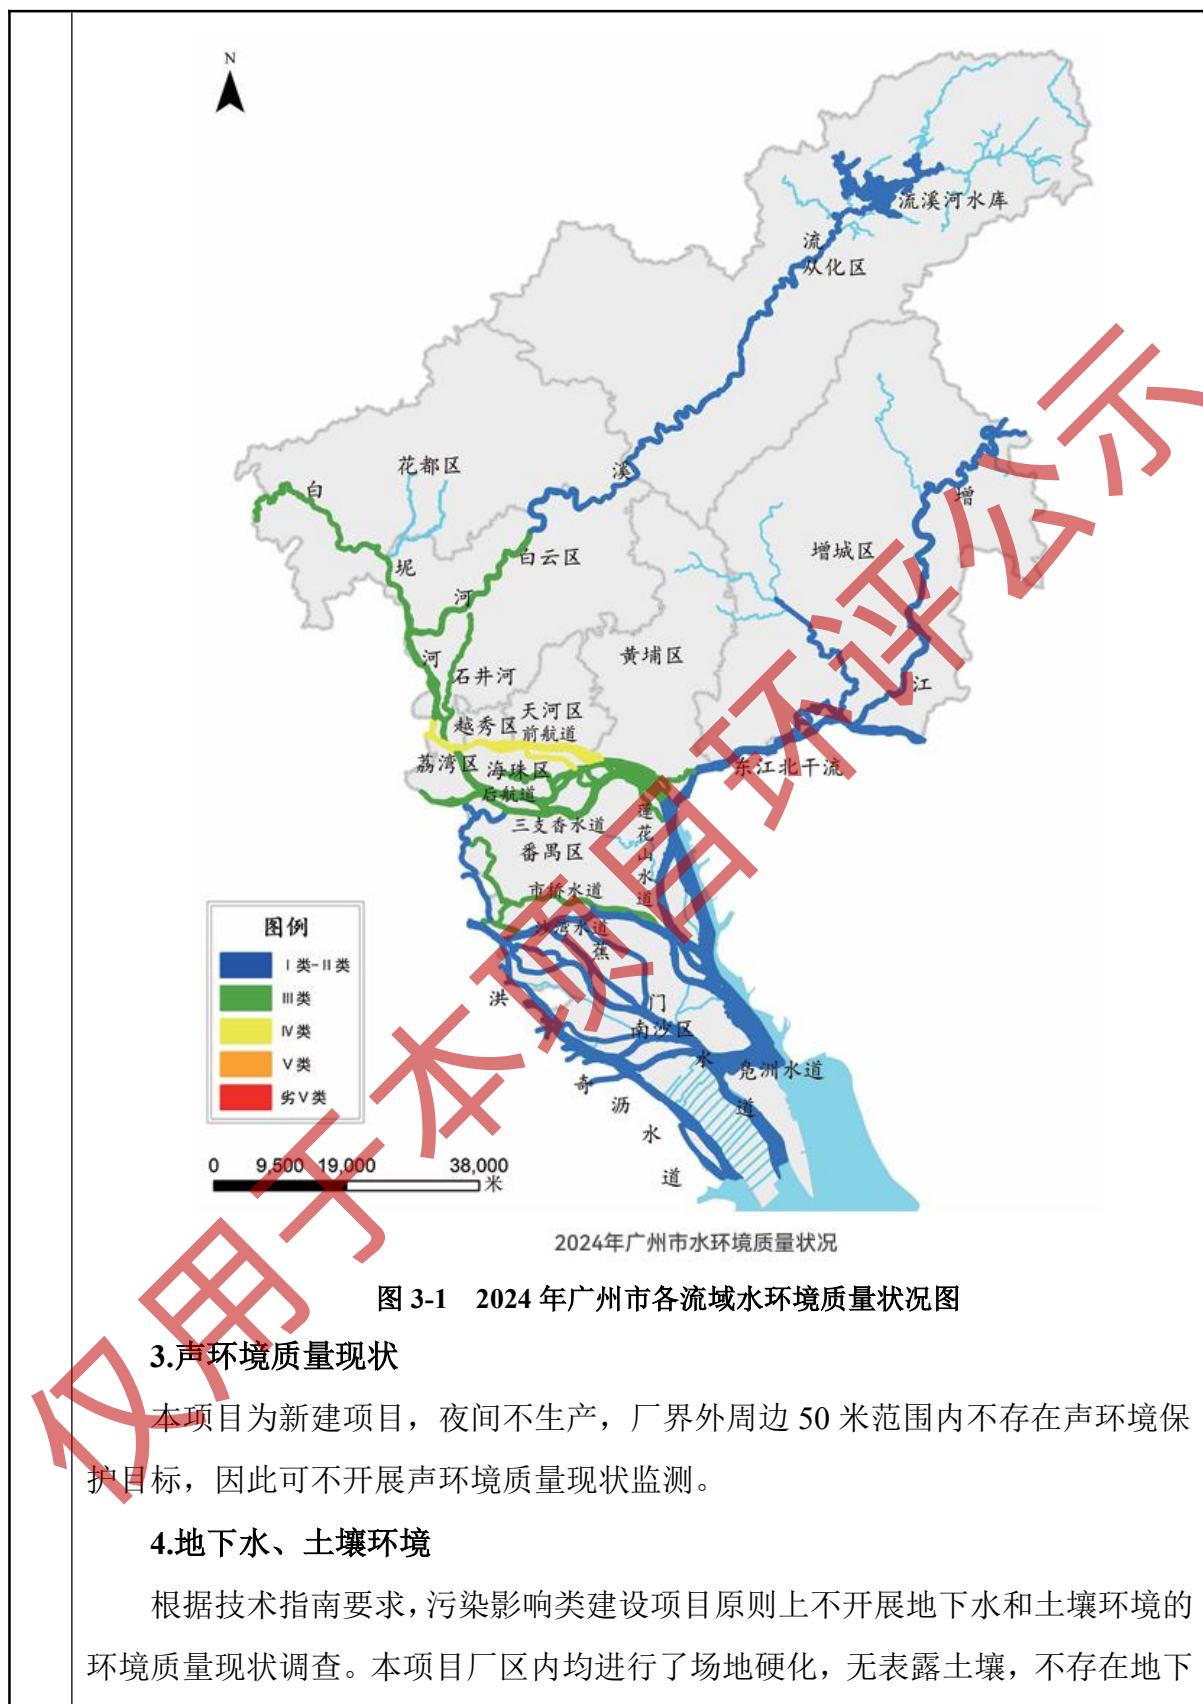 N
流溪河水库
流
从化区
花都区
溪
白
增
白云区
增城区
坭
河
黄埔区
河
石井河
江
天河区
越秀区
前航道
荔湾区
海珠区
东江北干流
后航道
三支香水道
莲花山水道
番禺区
市桥水道
沙湾水道
蕉
洪
门
南沙区
水
凫洲水道
道
奇
沥
水
道
图例
Ⅰ类-Ⅱ类
Ⅲ类
Ⅳ类
Ⅴ类
劣Ⅴ类
0 9,500 19,000 38,000
米
2024年广州市水环境质量状况
图 3-1 2024 年广州市各流域水环境质量状况图
3.声环境质量现状
本项目为新建项目，夜间不生产，厂界外周边 50 米范围内不存在声环境保
护目标，因此可不开展声环境质量现状监测。
4.地下水、土壤环境
根据技术指南要求，污染影响类建设项目原则上不开展地下水和土壤环境的
环境质量现状调查。本项目厂区内均进行了场地硬化，无表露土壤，不存在地下
仅用于本项目环评公示